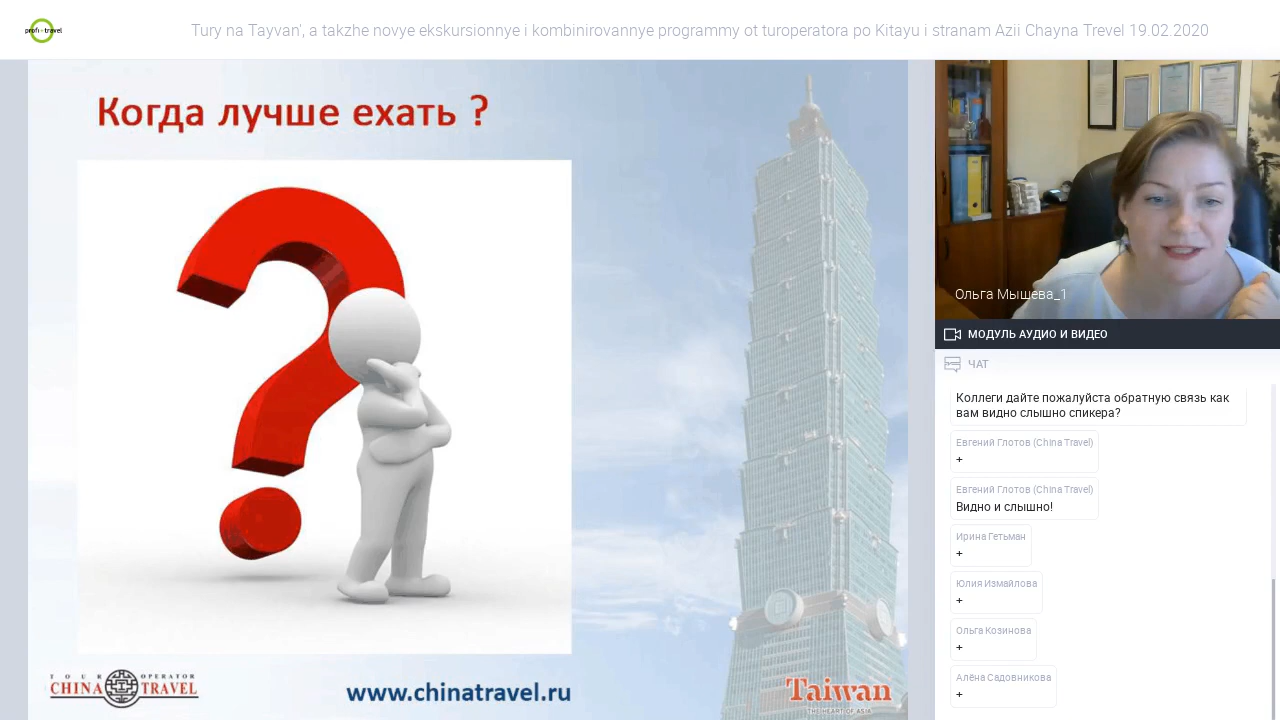 profi travel
Tury na Tayvan', a takzhe novye ekskursionnye i kombinirovannye programmy ot turoperatora po Kitayu i stranam Azii Chayna Trevel 19.02.2020
Когда лучше ехать ?
YOUR OPERATOR
CHINA TRAVEL
www.chinatravel.ru
Taiwan
THE HEART OF ASIA
Ольга Мышева_1
МОДУЛЬ АУДИО И ВИДЕО
ЧАТ
Коллеги дайте пожалуйста обратную связь как
вам видно слышно спикера?
Евгений Глотов (China Travel)
+
Евгений Глотов (China Travel)
Видно и слышно!
Ирина Гетьман
+
Юлия Измайлова
+
Ольга Козинова
+
Алёна Садовникова
+